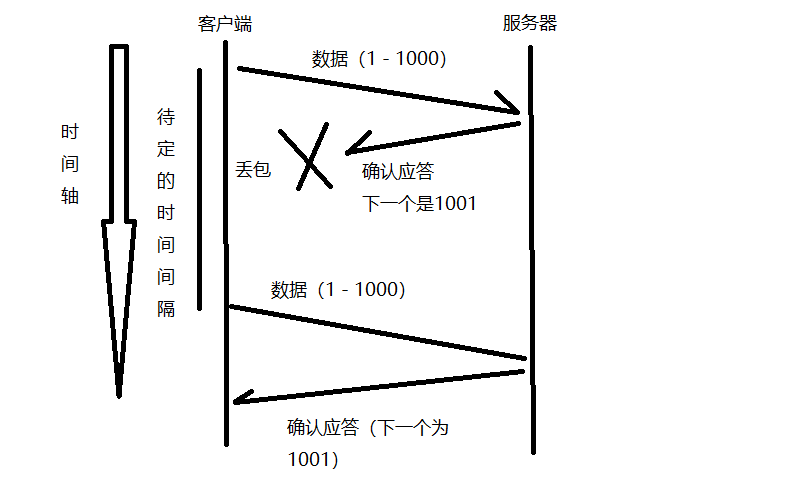 客户端
服务器
数据（1 - 1000）
时间轴
待定的时间间隔
丢包
确认应答
下一个是1001
数据（1 - 1000）
确认应答（下一个为
1001）